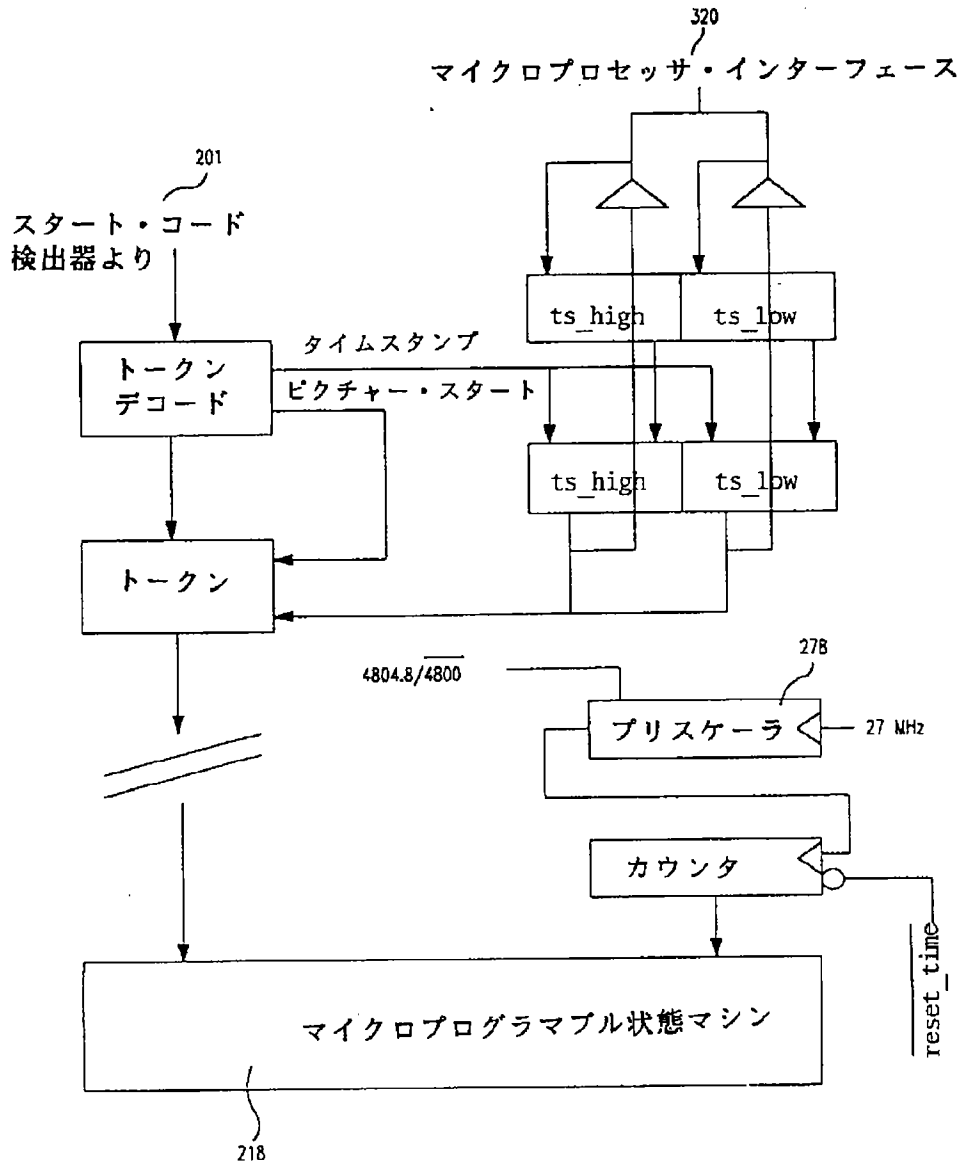 320
マイクロプロセッサ・インターフェース
201
スタート・コード
検出器より
ts_high
ts_low
タイムスタンプ
トークン
デコード
ピクチャー・スタート
ts_high
ts_low
トークン
4804.8/4800
27B
プリスケーラ
27 MHz
カウンタ
reset_time
マイクロプログラマブル状態マシン
218